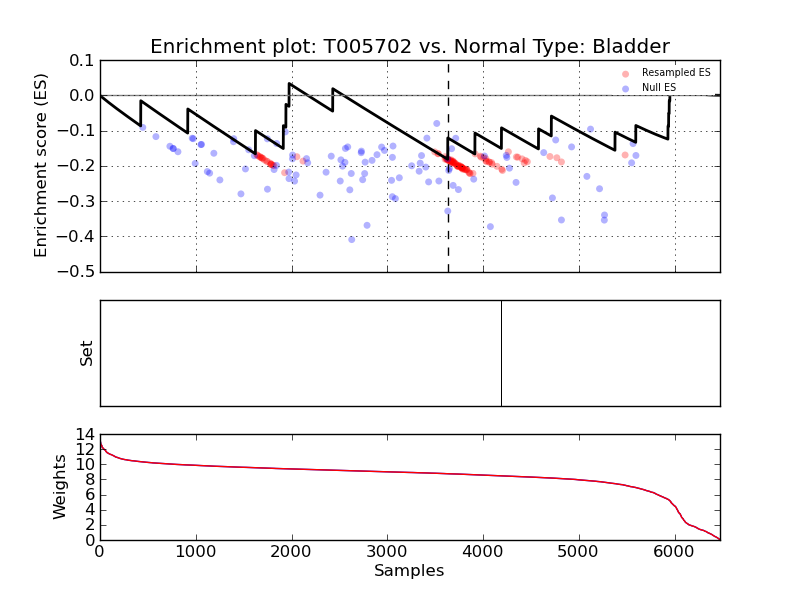 Enrichment plot: T005702 vs. Normal Type: Bladder
Enrichment score (ES)
0.1
0.0
−0.1
−0.2
−0.3
−0.4
−0.5
Resampled ES
Null ES
Set
Weights
14
12
10
8
6
4
2
0
0 1000 2000 3000 4000 5000 6000
Samples